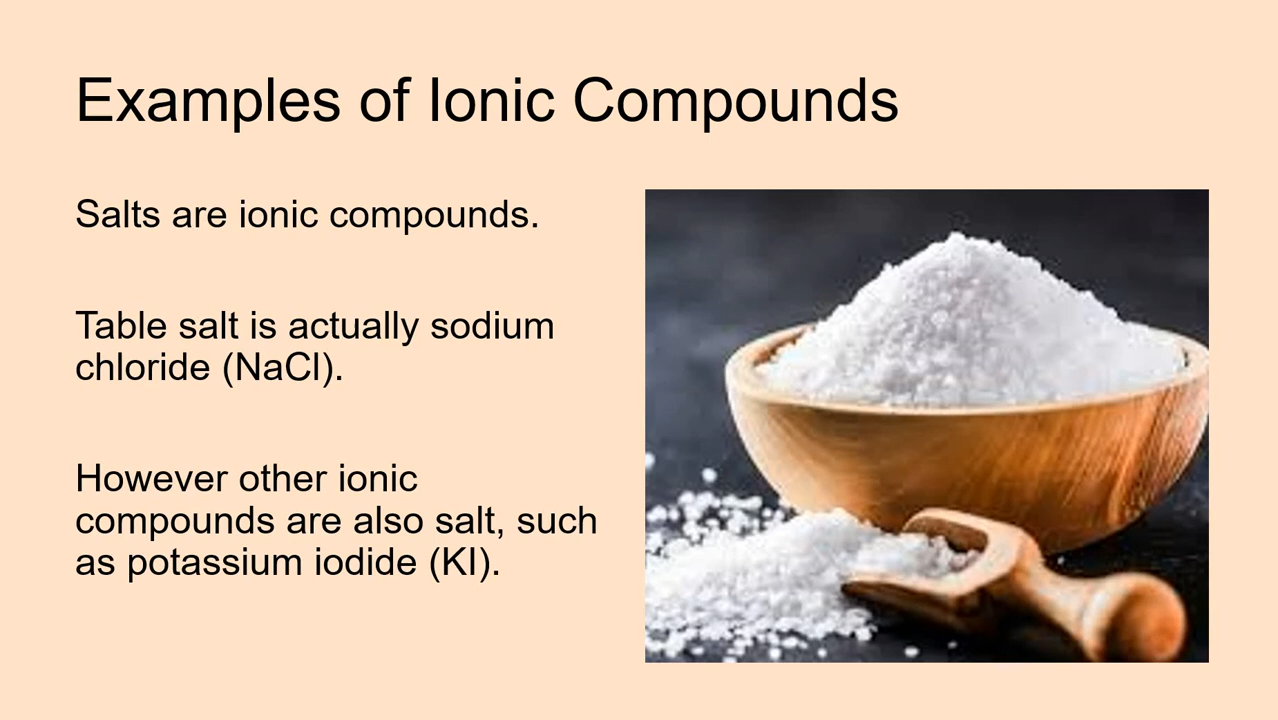 Examples of Ionic Compounds
Salts are ionic compounds.
Table salt is actually sodium
chloride (NaCl).
However other ionic
compounds are also salt, such
as potassium iodide (KI).